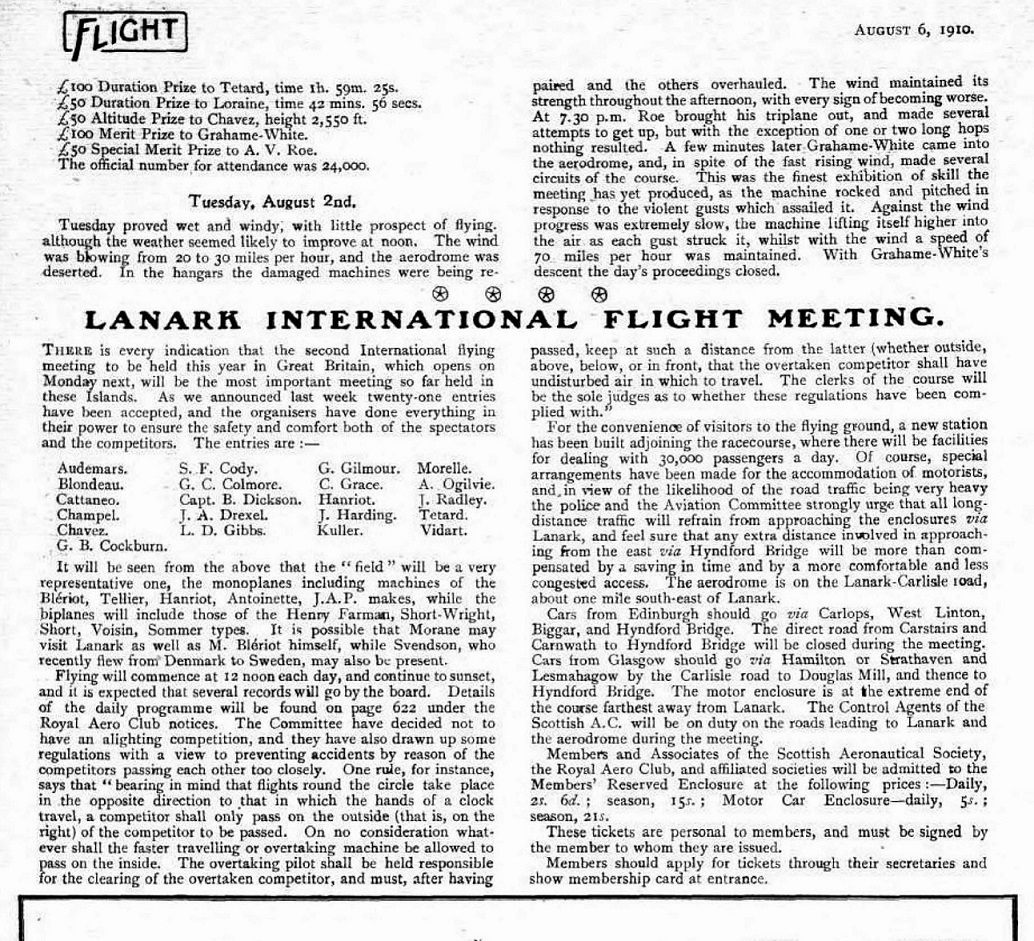 FLIGHT
AUGUST 6, 1910.
£100 Duration Prize to Tetard, time 1h. 59m. 25s.
£50 Duration Prize to Loraine, time 42 mins. 56 secs.
£50 Altitude Prize to Chavez, height 2,550 ft.
£100 Merit Prize to Grahame-White.
£50 Special Merit Prize to A. V. Roe.
The official number for attendance was 24,000.
Tuesday, August 2nd.
Tuesday proved wet and windy, with little prospect of flying.
although the weather seemed likely to improve at noon. The wind
was blowing from 20 to 30 miles per hour, and the aerodrome was
deserted. In the hangars the damaged machines were being re-
paired and the others overhauled. The wind maintained its
strength throughout the afternoon, with every sign of becoming worse.
At 7.30 p.m. Roe brought his triplane out, and made several
attempts to get up, but with the exception of one or two long hops
nothing resulted. A few minutes later Grahame-White came into
the aerodrome, and, in spite of the fast rising wind, made several
circuits of the course. This was the finest exhibition of skill the
meeting has yet produced, as the machine rocked and pitched in
response to the violent gusts which assailed it. Against the wind
progress was extremely slow, the machine lifting itself higher into
the air as each gust struck it, whilst with the wind a speed of
70 miles per hour was maintained. With Grahame-White's
descent the day's proceedings closed.
LANARK INTERNATIONAL FLIGHT MEETING.
THERE is every indication that the second International flying
meeting to be held this year in Great Britain, which opens on
Monday next, will be the most important meeting so far held in
these Islands. As we announced last week twenty-one entries
have been accepted, and the organisers have done everything in
their power to ensure the safety and comfort both of the spectators
and the competitors. The entries are :—
Audemars. S. F. Cody. G. Gilmour. Morelle.
Blondeau. G. C. Colmore. C. Grace. A. Ogilvie.
Cattaneo. Capt. B. Dickson. Hanriot. J. Radley.
Champel. J. A. Drexel. J. Harding. Tetard.
Chavez. L. D. Gibbs. Kuller. Vidart.
G. B. Cockburn.
It will be seen from the above that the "field" will be a very
representative one, the monoplanes including machines of the
Blériot, Tellier, Hanriot, Antoinette, J.A.P. makes, while the
biplanes will include those of the Henry Farman, Short-Wright,
Short, Voisin, Sommer types. It is possible that Morane may
visit Lanark as well as M. Blériot himself, while Svendson, who
recently flew from Denmark to Sweden, may also be present.
Flying will commence at 12 noon each day, and continue to sunset,
and it is expected that several records will go by the board. Details
of the daily programme will be found on page 622 under the
Royal Aero Club notices. The Committee have decided not to
have an alighting competition, and they have also drawn up some
regulations with a view to preventing accidents by reason of the
competitors passing each other too closely. One rule, for instance,
says that "bearing in mind that flights round the circle take place
in the opposite direction to that in which the hands of a clock
travel, a competitor shall only pass on the outside (that is, on the
right) of the competitor to be passed. On no consideration what-
ever shall the faster travelling or overtaking machine be allowed to
pass on the inside. The overtaking pilot shall be held responsible
for the clearing of the overtaken competitor, and must, after having
passed, keep at such a distance from the latter (whether outside,
above, below, or in front, that the overtaken competitor shall have
undisturbed air in which to travel. The clerks of the course will
be the sole judges as to whether these regulations have been com-
plied with."
For the convenience of visitors to the flying ground, a new station
has been built adjoining the racecourse, where there will be facilities
for dealing with 30,000 passengers a day. Of course, special
arrangements have been made for the accommodation of motorists,
and in view of the likelihood of the road traffic being very heavy
the police and the Aviation Committee strongly urge that all long-
distance traffic will refrain from approaching the enclosures via
Lanark, and feel sure that any extra distance involved in approach-
ing from the east via Hyndford Bridge will be more than com-
pensated by a saving in time and by a more comfortable and less
congested access. The aerodrome is on the Lanark-Carlisle road,
about one mile south-east of Lanark.
Cars from Edinburgh should go via Carlops, West Linton,
Biggar, and Hyndford Bridge. The direct road from Carstairs and
Carnwath to Hyndford Bridge will be closed during the meeting.
Cars from Glasgow should go via Hamilton or Strathaven and
Lesmahagow by the Carlisle road to Douglas Mill, and thence to
Hyndford Bridge. The motor enclosure is at the extreme end of
the course farthest away from Lanark. The Control Agents of the
Scottish A.C. will be on duty on the roads leading to Lanark and
the aerodrome during the meeting.
Members and Associates of the Scottish Aeronautical Society,
the Royal Aero Club, and affiliated societies will be admitted to the
Members' Reserved Enclosure at the following prices :—Daily,
2s. 6d. ; season, 15s. ; Motor Car Enclosure—daily, 5s. ;
season, 21s.
These tickets are personal to members, and must be signed by
the member to whom they are issued.
Members should apply for tickets through their secretaries and
show membership card at entrance.